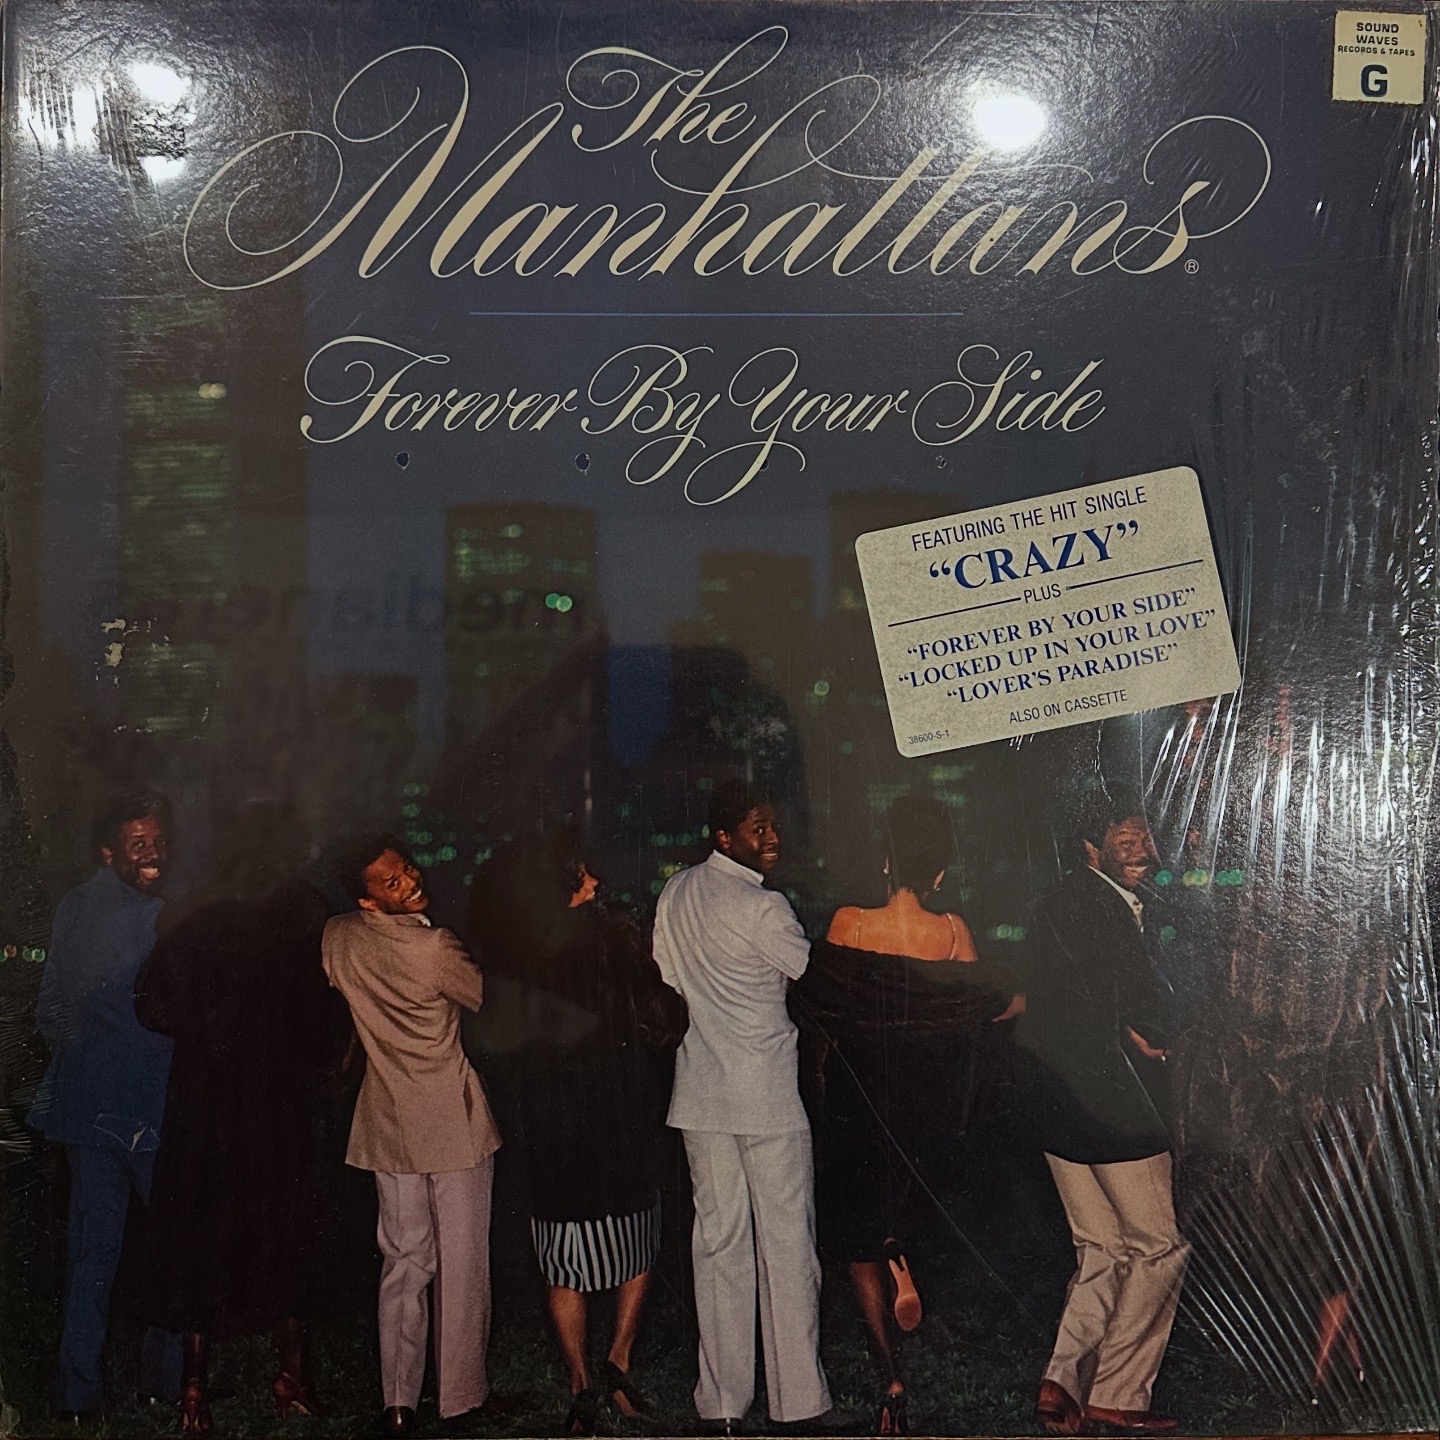 SOUND
WAVES
RECORDS & TAPES
G
The
Manhattans®
Forever By Your Side
FEATURING THE HIT SINGLE
“CRAZY”
PLUS
“FOREVER BY YOUR SIDE”
“LOCKED UP IN YOUR LOVE”
“LOVER'S PARADISE”
ALSO ON CASSETTE
38600-S-1